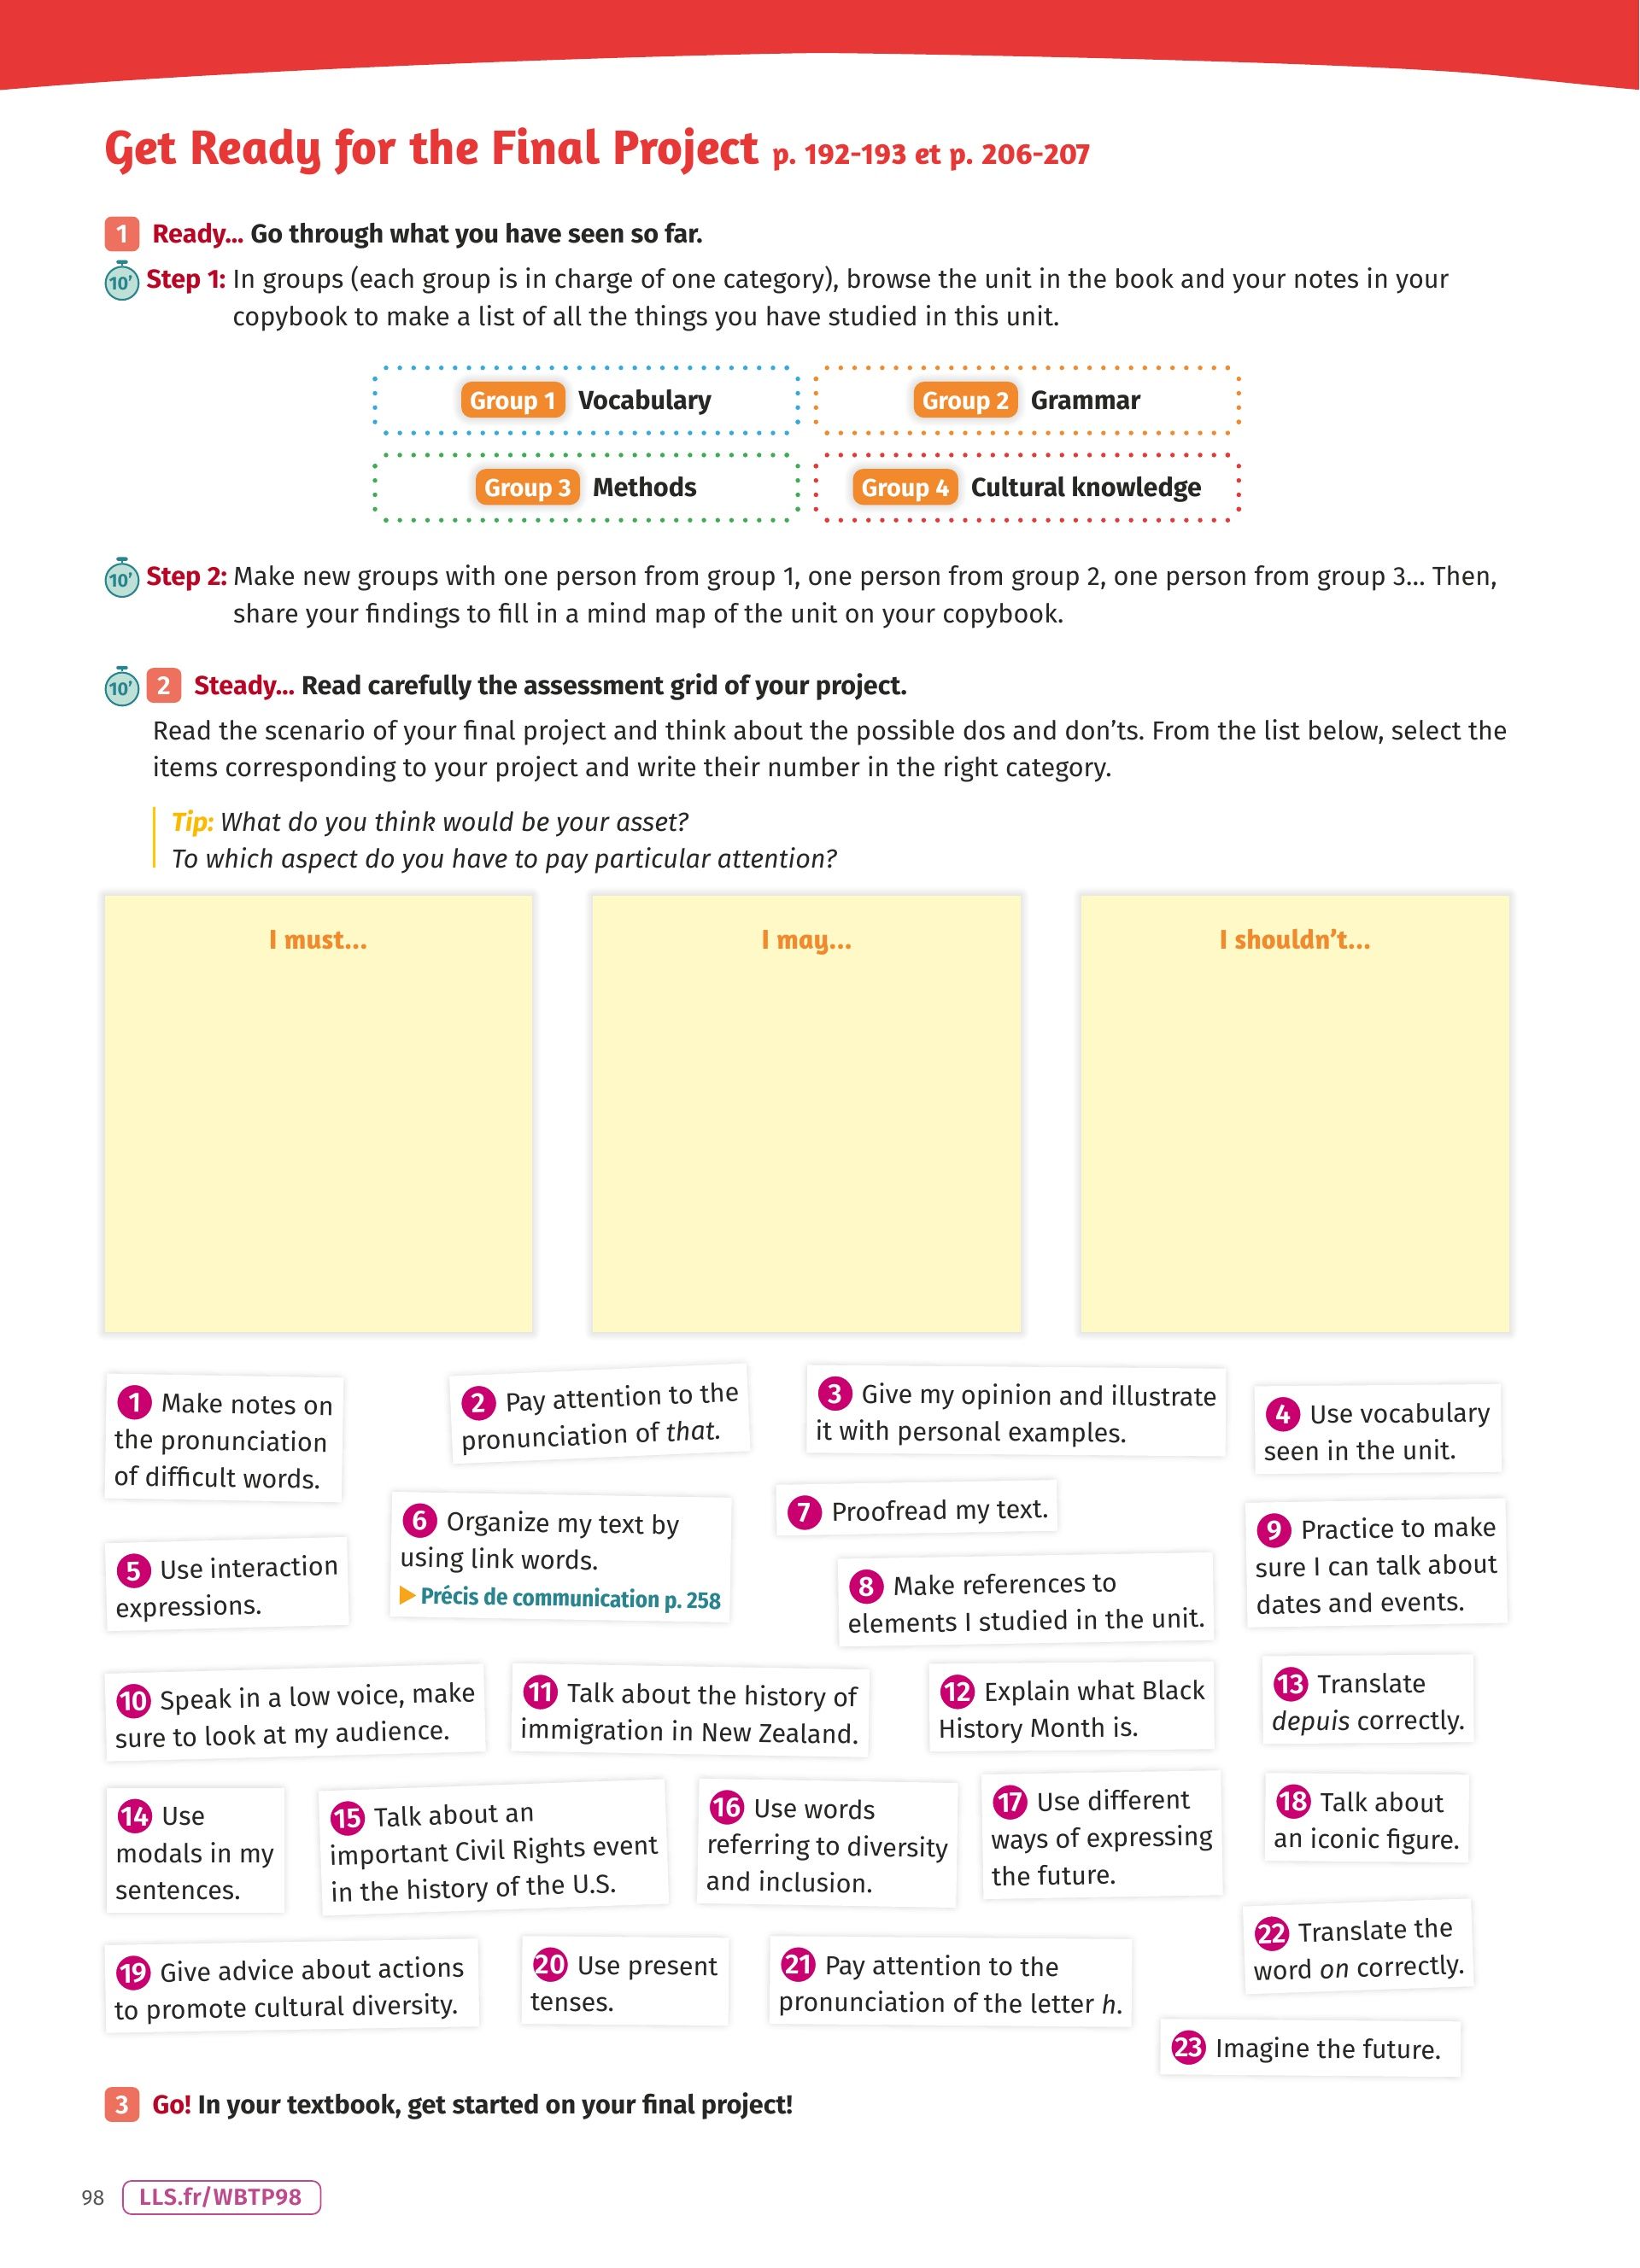 Get Ready for the Final Project p. 192-193 et p. 206-207
1 Ready... Go through what you have seen so far.
10' Step 1: In groups (each group is in charge of one category), browse the unit in the book and your notes in your
copybook to make a list of all the things you have studied in this unit.
Group 1 Vocabulary
Group 2 Grammar
Group 3 Methods
Group 4 Cultural knowledge
10' Step 2: Make new groups with one person from group 1, one person from group 2, one person from group 3... Then,
share your findings to fill in a mind map of the unit on your copybook.
10' 2 Steady... Read carefully the assessment grid of your project.
Read the scenario of your final project and think about the possible dos and don'ts. From the list below, select the
items corresponding to your project and write their number in the right category.
Tip: What do you think would be your asset?
To which aspect do you have to pay particular attention?
I must...
I may...
I shouldn't...
1 Make notes on
the pronunciation
of difficult words.
2 Pay attention to the
pronunciation of that.
3 Give my opinion and illustrate
it with personal examples.
4 Use vocabulary
seen in the unit.
5 Use interaction
expressions.
6 Organize my text by
using link words.
▶ Précis de communication p. 258
7 Proofread my text.
8 Make references to
elements I studied in the unit.
9 Practice to make
sure I can talk about
dates and events.
10 Speak in a low voice, make
sure to look at my audience.
11 Talk about the history of
immigration in New Zealand.
12 Explain what Black
History Month is.
13 Translate
depuis correctly.
14 Use
modals in my
sentences.
15 Talk about an
important Civil Rights event
in the history of the U.S.
16 Use words
referring to diversity
and inclusion.
17 Use different
ways of expressing
the future.
18 Talk about
an iconic figure.
19 Give advice about actions
to promote cultural diversity.
20 Use present
tenses.
21 Pay attention to the
pronunciation of the letter h.
22 Translate the
word on correctly.
23 Imagine the future.
3 Go! In your textbook, get started on your final project!
98 LLS.fr/WBTP98